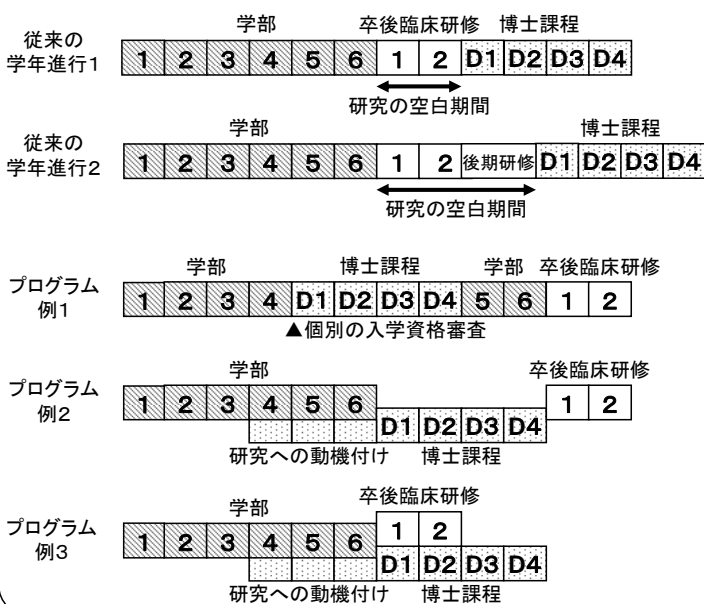 学部 卒後臨床研修 博士課程
従来の
学年進行1
1 2 3 4 5 6 1 2 D1 D2 D3 D4
研究の空白期間
学部 博士課程
従来の
学年進行2
1 2 3 4 5 6 1 2 後期研修 D1 D2 D3 D4
研究の空白期間
学部 博士課程 学部 卒後臨床研修
プログラム
例1
1 2 3 4 D1 D2 D3 D4 5 6 1 2
▲個別の入学資格審査
学部 卒後臨床研修
プログラム
例2
1 2 3 4 5 6 1 2
D1 D2 D3 D4
研究への動機付け 博士課程
卒後臨床研修
学部
プログラム
例3
1 2 3 4 5 6 1 2
D1 D2 D3 D4
研究への動機付け 博士課程